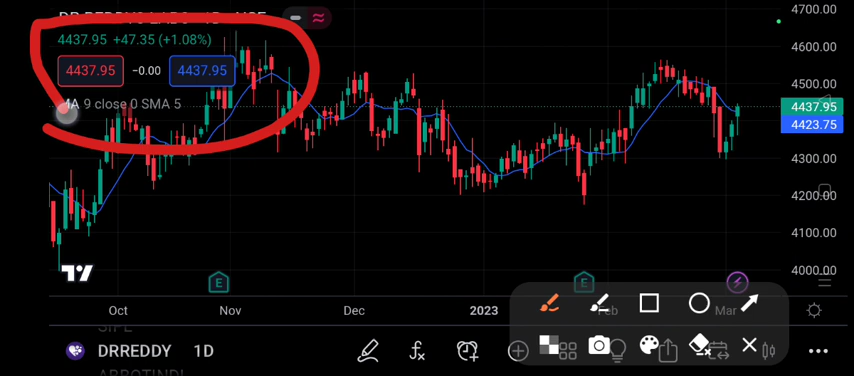 4700.00
4437.95 +47.35 (+1.08%)
4600.00
4437.95 −0.00 4437.95
4500.00
9 close 0 SMA 5
4437.95
4423.75
4300.00
4200.00
4100.00
4000.00
E
E
Oct Nov Dec 2023 Feb Mar
DRREDDY 1D